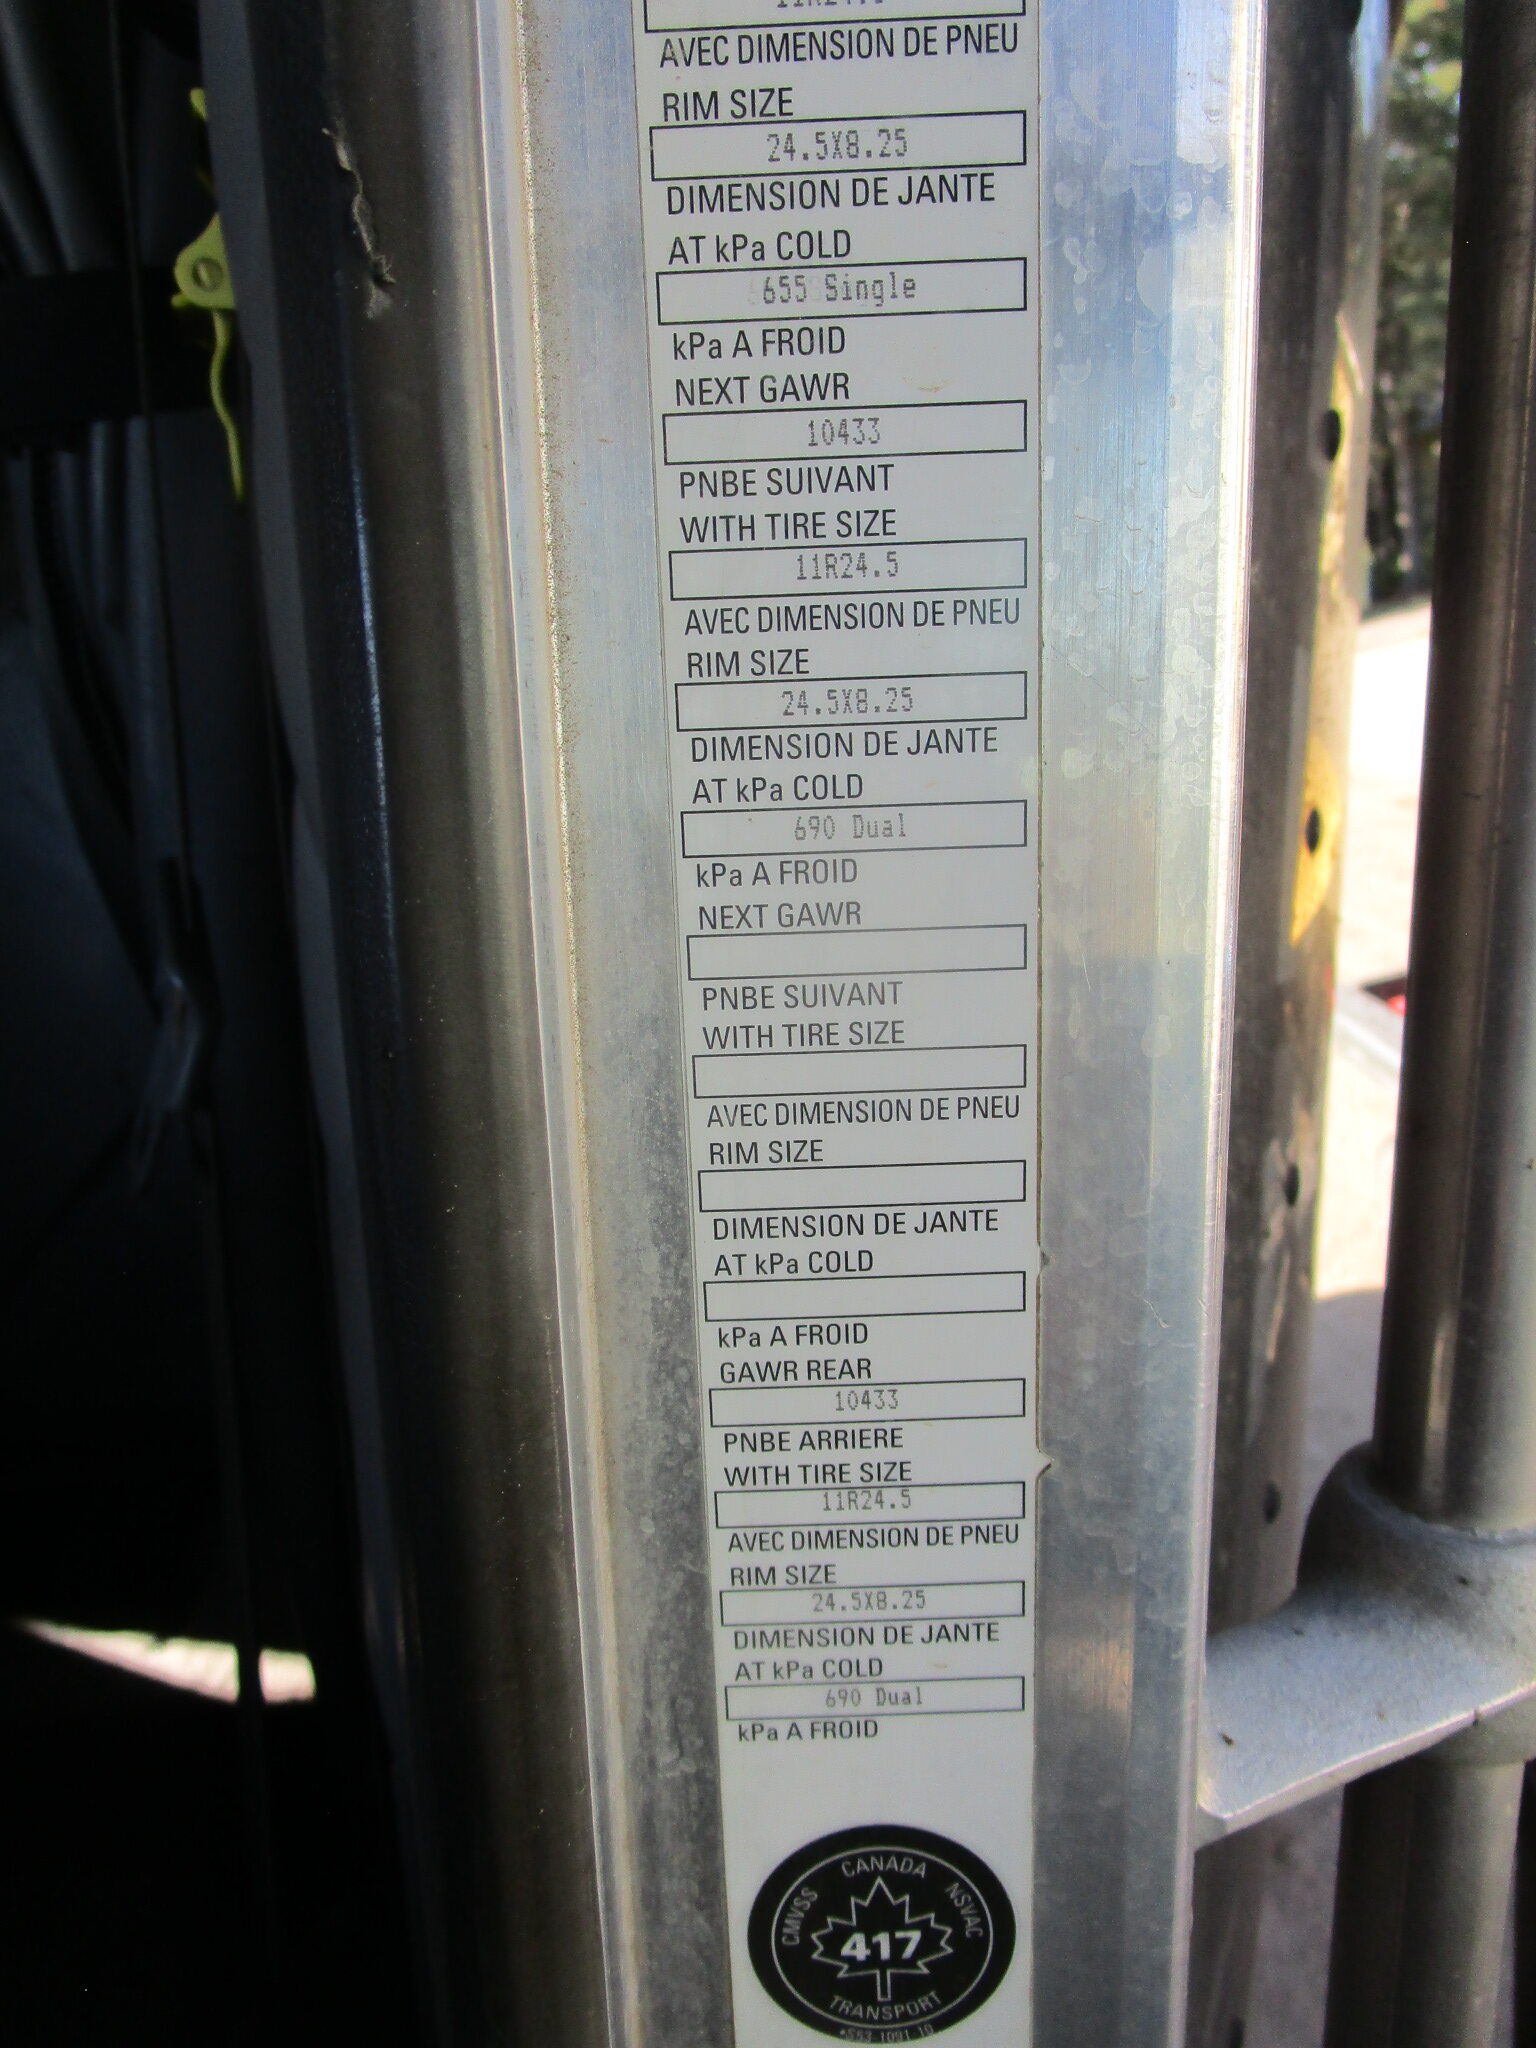 11R24.5
AVEC DIMENSION DE PNEU
RIM SIZE
24.5X8.25
DIMENSION DE JANTE
AT kPa COLD
655 Single
kPa A FROID
NEXT GAWR
10433
PNBE SUIVANT
WITH TIRE SIZE
11R24.5
AVEC DIMENSION DE PNEU
RIM SIZE
24.5X8.25
DIMENSION DE JANTE
AT kPa COLD
690 Dual
kPa A FROID
NEXT GAWR
PNBE SUIVANT
WITH TIRE SIZE
AVEC DIMENSION DE PNEU
RIM SIZE
DIMENSION DE JANTE
AT kPa COLD
kPa A FROID
GAWR REAR
10433
PNBE ARRIERE
WITH TIRE SIZE
11R24.5
AVEC DIMENSION DE PNEU
RIM SIZE
24.5X8.25
DIMENSION DE JANTE
AT kPa COLD
690 Dual
kPa A FROID
CMVSS CANADA NSVAC
417
TRANSPORT